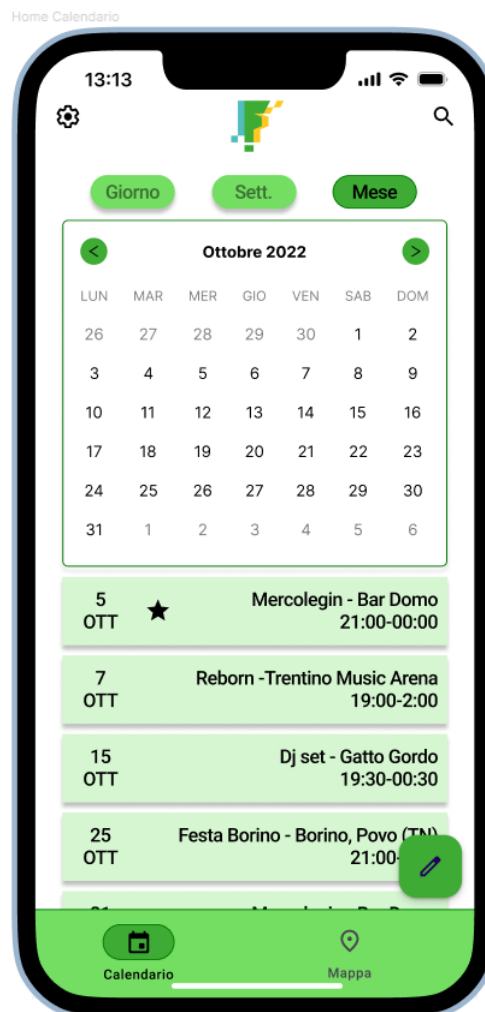 Home Calendario
13:13
Giorno Sett. Mese
< Ottobre 2022 >
LUN MAR MER GIO VEN SAB DOM
26 27 28 29 30 1 2
3 4 5 6 7 8 9
10 11 12 13 14 15 16
17 18 19 20 21 22 23
24 25 26 27 28 29 30
31 1 2 3 4 5 6
5 Mercolegin - Bar Domo
OTT 21:00-00:00
7 Reborn -Trentino Music Arena
OTT 19:00-2:00
15 Dj set - Gatto Gordo
OTT 19:30-00:30
25 Festa Borino - Borino, Povo (TN)
OTT 21:00-
Calendario Mappa